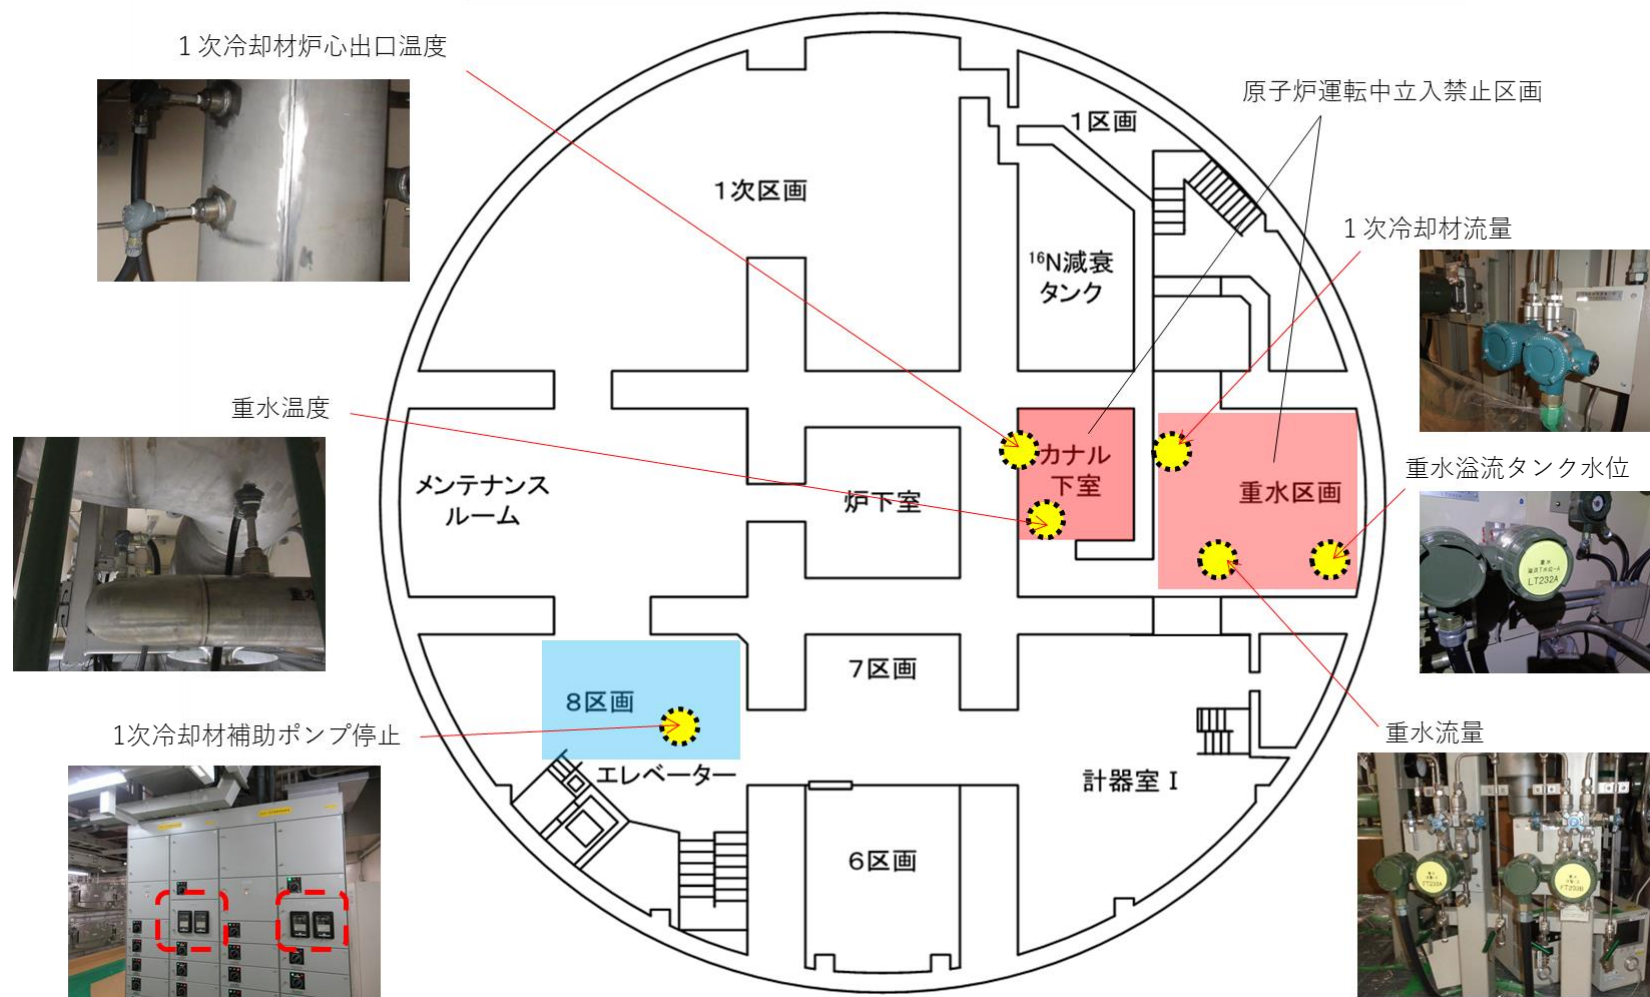 1次冷却材炉心出口温度
原子炉運転中立入禁止区画
1区画
1次区画
1次冷却材流量
¹⁶N減衰
タンク
重水温度
カナル
下室
重水溢流タンク水位
メンテナンス
ルーム
炉下室
重水区画
LT232A
7区画
8区画
1次冷却材補助ポンプ停止
重水流量
エレベーター
計器室Ⅰ
6区画